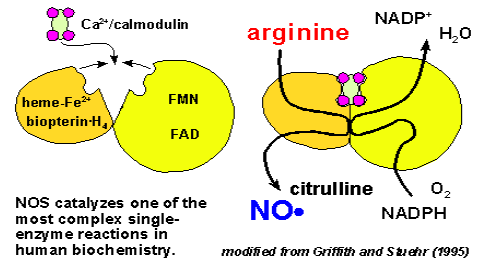 Ca²⁺/calmodulin
heme-Fe²⁺
biopterin·H₄
FMN
FAD
NOS catalyzes one of the
most complex single-
enzyme reactions in
human biochemistry.
arginine
NADP⁺
H₂O
citrulline
NO•
O₂
NADPH
modified from Griffith and Stuehr (1995)